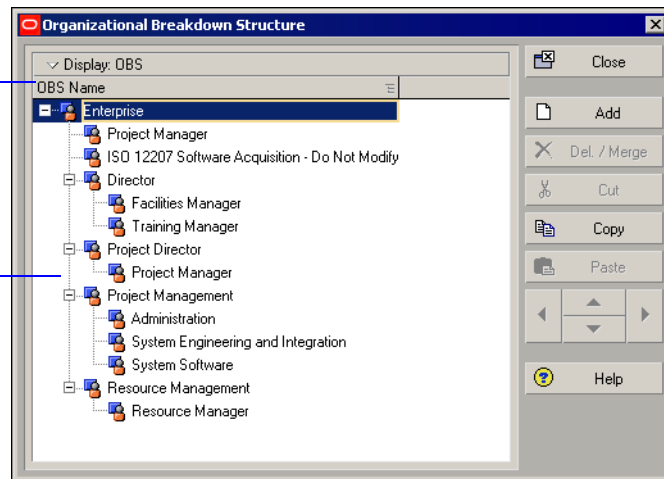 Organizational Breakdown Structure
Display: OBS
OBS Name
Enterprise
Project Manager
ISO 12207 Software Acquisition - Do Not Modify
Director
Facilities Manager
Training Manager
Project Director
Project Manager
Project Management
Administration
System Engineering and Integration
System Software
Resource Management
Resource Manager
Close
Add
Del. / Merge
Cut
Copy
Paste
Help